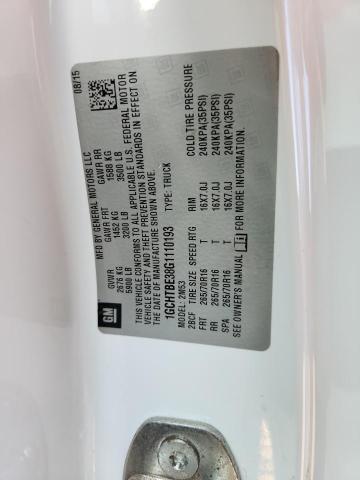 GM
MFD BY GENERAL MOTORS LLC
08/15
GVWR GAWR FRT GAWR RR
2676 KG 1452 KG 1588 KG
5900 LB 3200 LB 3500 LB
THIS VEHICLE CONFORMS TO ALL APPLICABLE U.S. FEDERAL MOTOR
VEHICLE SAFETY AND THEFT PREVENTION STANDARDS IN EFFECT ON
THE DATE OF MANUFACTURE SHOWN ABOVE.
1GCHTBE38G1110193 TYPE: TRUCK
MODEL: 2M53
2BCF TIRE SIZE SPEED RTG RIM COLD TIRE PRESSURE
FRT 265/70R16 T 16X7.0J 240KPA(35PSI)
RR 265/70R16 T 16X7.0J 240KPA(35PSI)
SPA 265/70R16 T 16X7.0J 240KPA(35PSI)
SEE OWNER'S MANUAL FOR MORE INFORMATION.